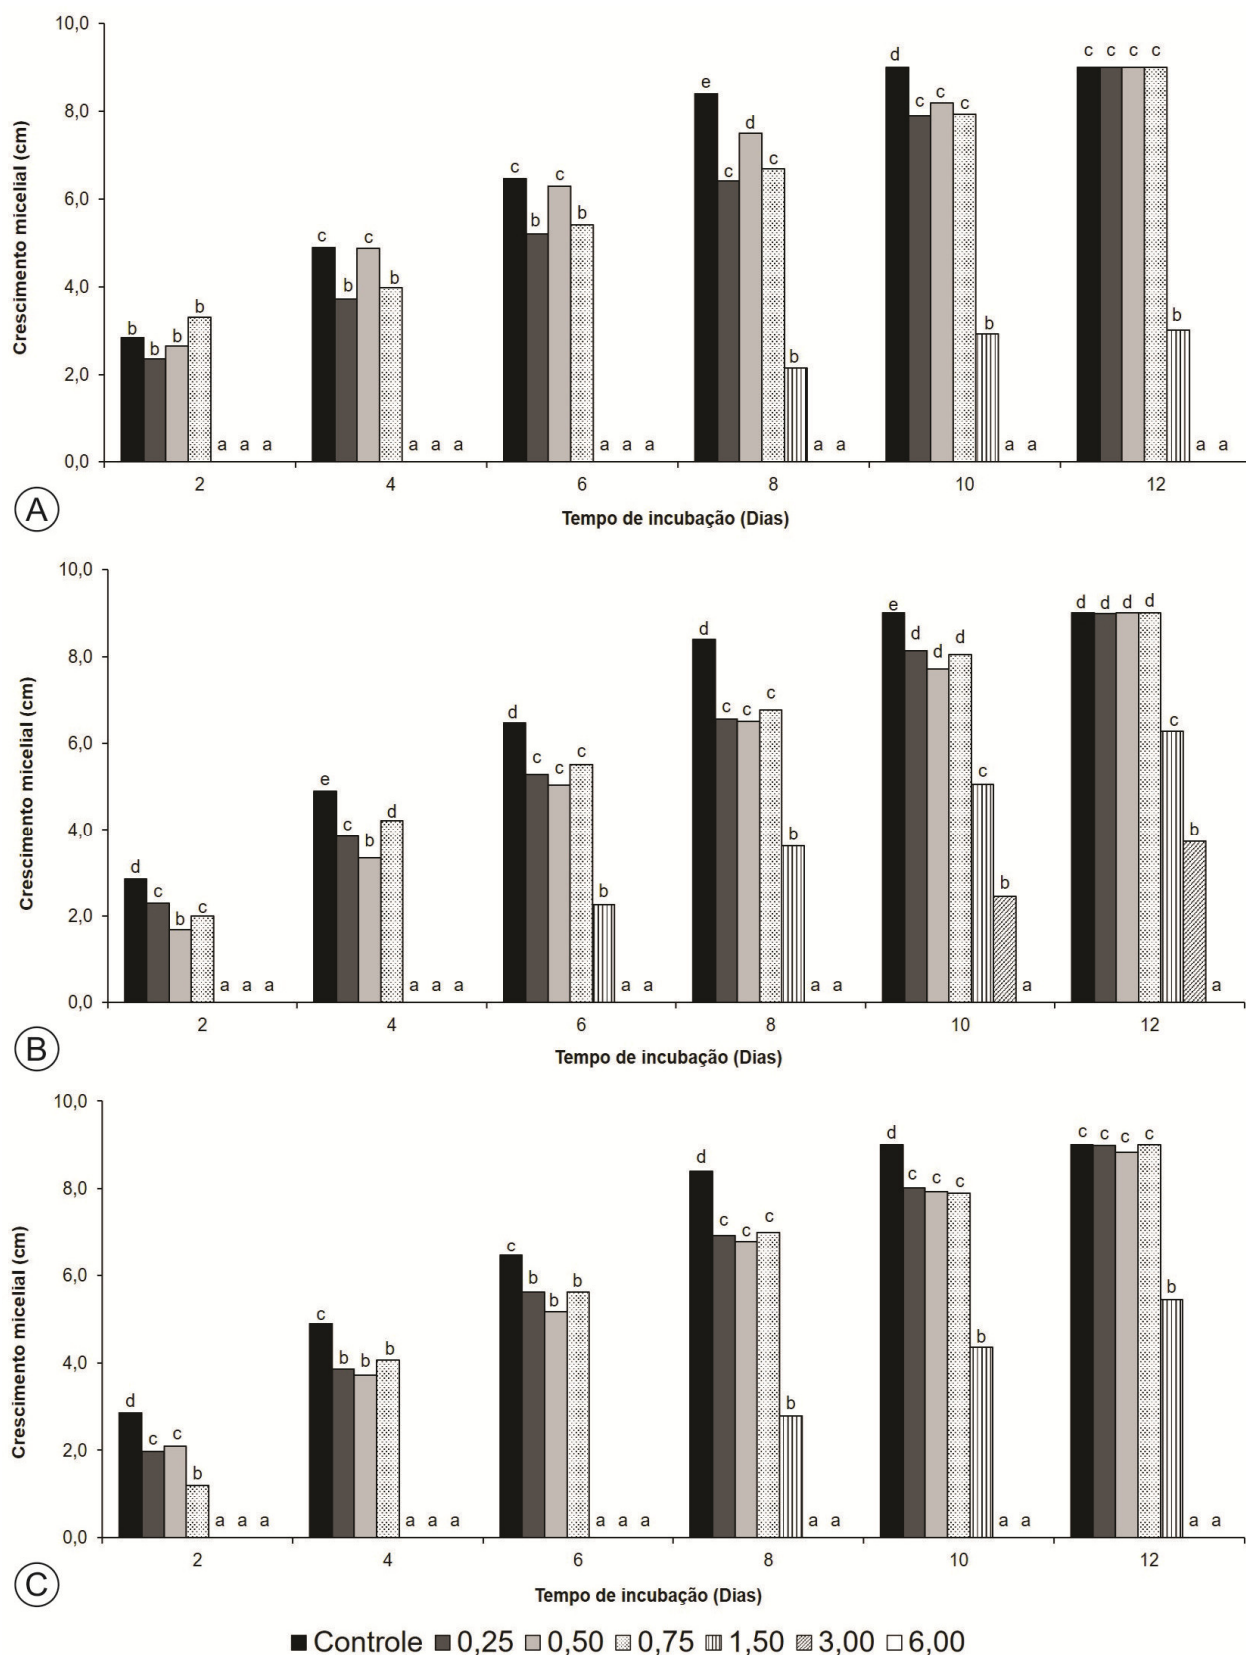 10,0
8,0
6,0
4,0
2,0
0,0
Crescimento micelial (cm)
b b b b a a a
c b c b a a a
c b c b a a a
e c d c b a a
d c c c b a a
c c c c b a a
2 4 6 8 10 12
Tempo de incubação (Dias)
A
10,0
8,0
6,0
4,0
2,0
0,0
Crescimento micelial (cm)
d c b c a a a
e c b d a a a
d c c c b a a
d c c c b a a
e d d d c b a
d d d d c b a
2 4 6 8 10 12
Tempo de incubação (Dias)
B
10,0
8,0
6,0
4,0
2,0
0,0
Crescimento micelial (cm)
d c c b a a a
c b b b a a a
c b b b a a a
d c c c b a a
d c c c b a a
c c c c b a a
2 4 6 8 10 12
Tempo de incubação (Dias)
C
Controle 0,25 0,50 0,75 1,50 3,00 6,00